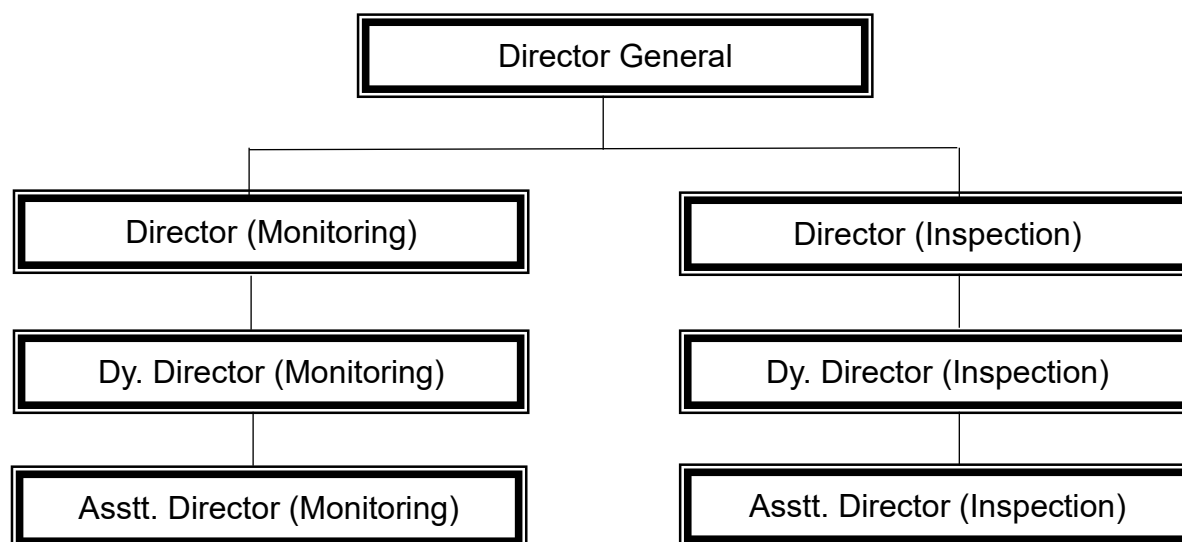 Director General
Director (Monitoring)
Director (Inspection)
Dy. Director (Monitoring)
Dy. Director (Inspection)
Asstt. Director (Monitoring)
Asstt. Director (Inspection)